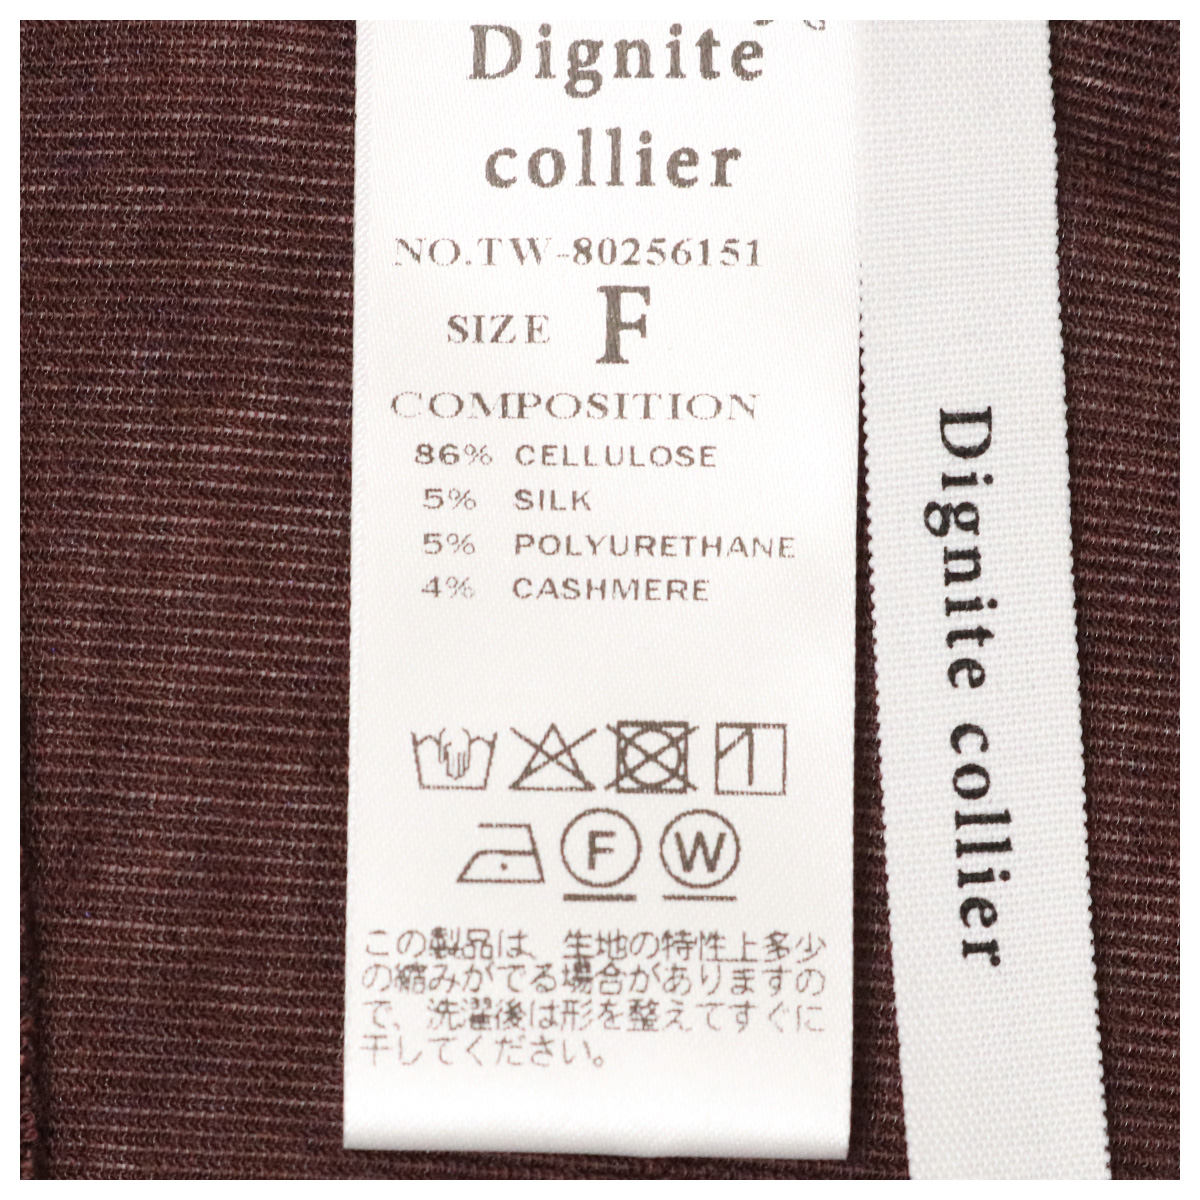 Dignite
collier
NO.TW-80256151
SIZE F
COMPOSITION
86% CELLULOSE
5% SILK
5% POLYURETHANE
4% CASHMERE
F W
この製品は、生地の特性上多少
の縮みがでる場合がありますの
で、洗濯後は形を整えてすぐに
干してください。
Dignite collier